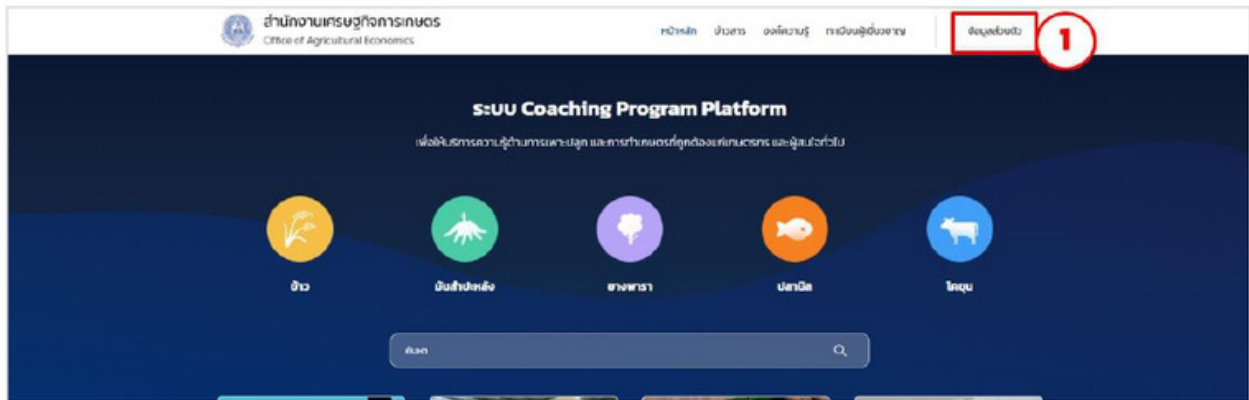 สำนักงานเศรษฐกิจการเกษตร
Office of Agricultural Economics
หน้าหลัก ข่าวสาร องค์ความรู้ ทะเบียนผู้เชี่ยวชาญ ข้อมูลส่วนตัว
1
ระบบ Coaching Program Platform
เพื่อให้บริการความรู้ด้านการเพาะปลูก และการทำเกษตรที่ถูกต้องแก่เกษตรกร และผู้สนใจทั่วไป
ข้าว มันสำปะหลัง ยางพารา ปลานิล โคขุน
ค้นหา